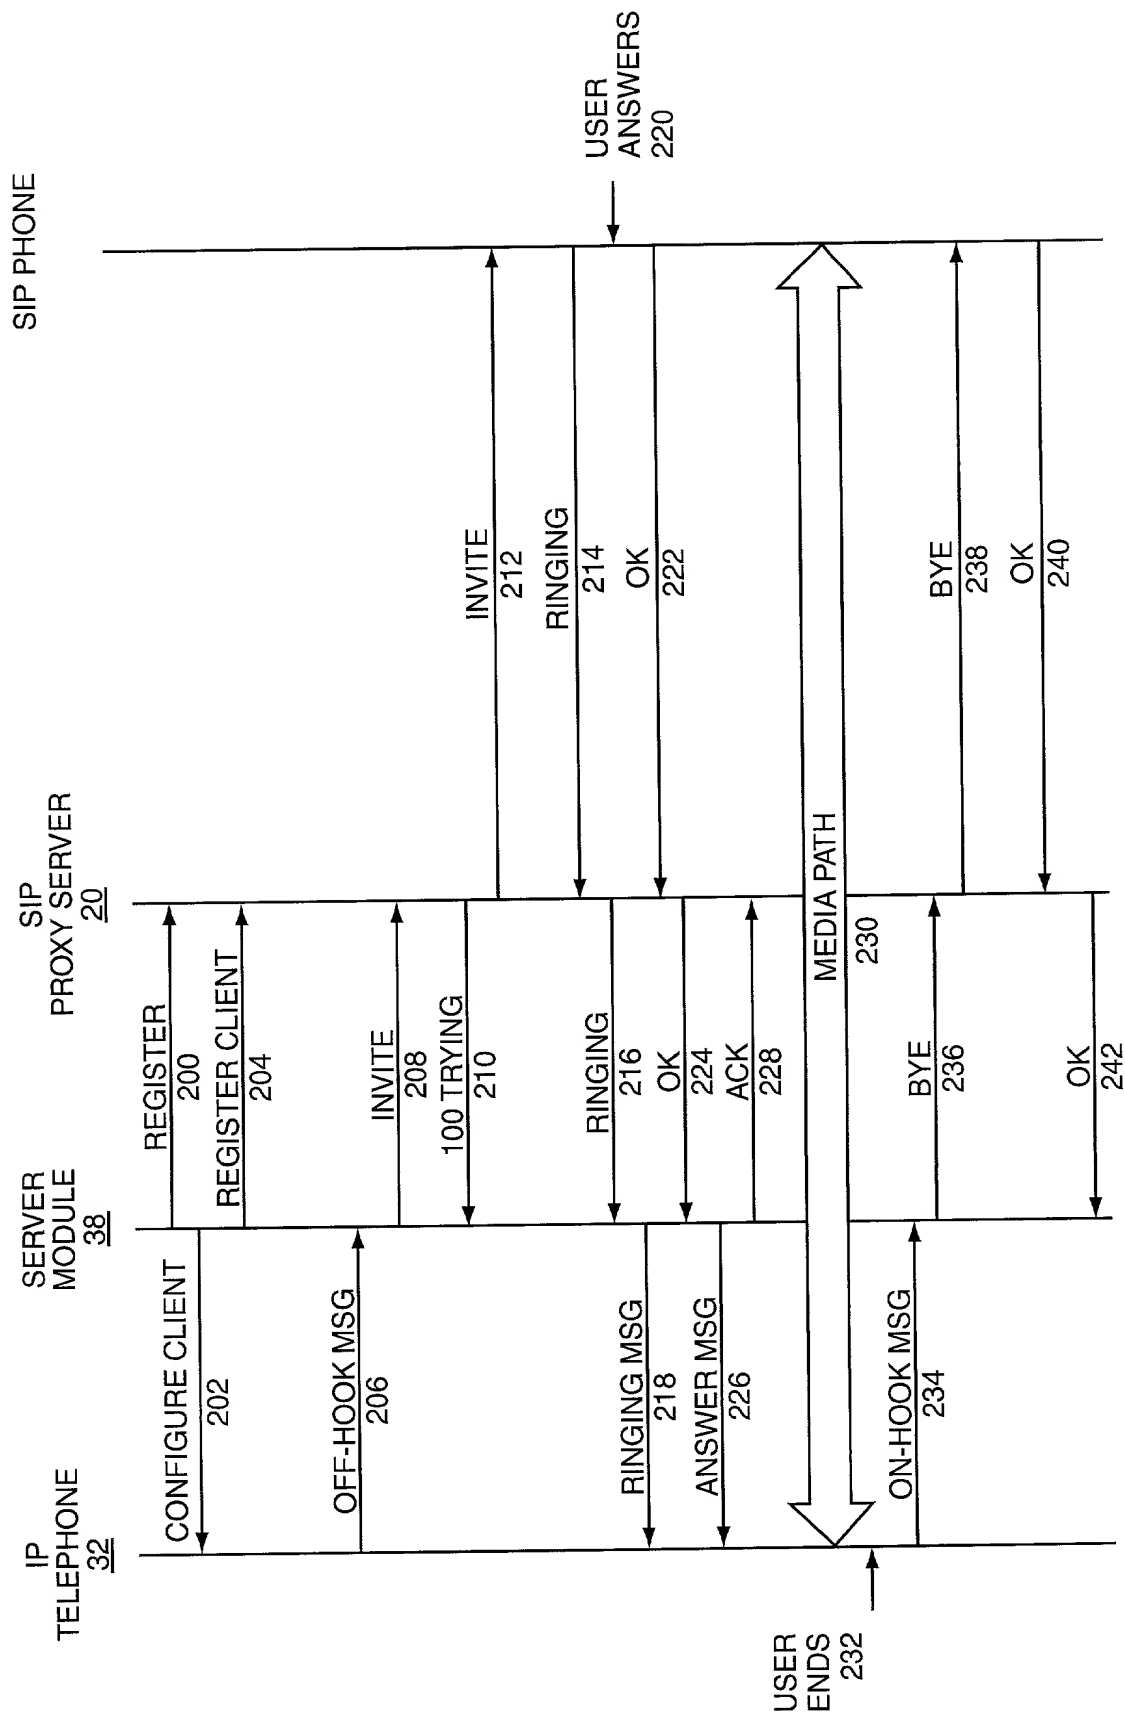 IP
TELEPHONE
32
SERVER
MODULE
38
SIP
PROXY SERVER
20
SIP PHONE
REGISTER
200
CONFIGURE CLIENT
202
REGISTER CLIENT
204
OFF-HOOK MSG
206
INVITE
208
100 TRYING
210
INVITE
212
RINGING
214
RINGING
216
RINGING MSG
218
USER
ANSWERS
220
OK
222
OK
224
ANSWER MSG
226
ACK
228
MEDIA PATH
230
USER
ENDS
232
ON-HOOK MSG
234
BYE
236
BYE
238
OK
240
OK
242